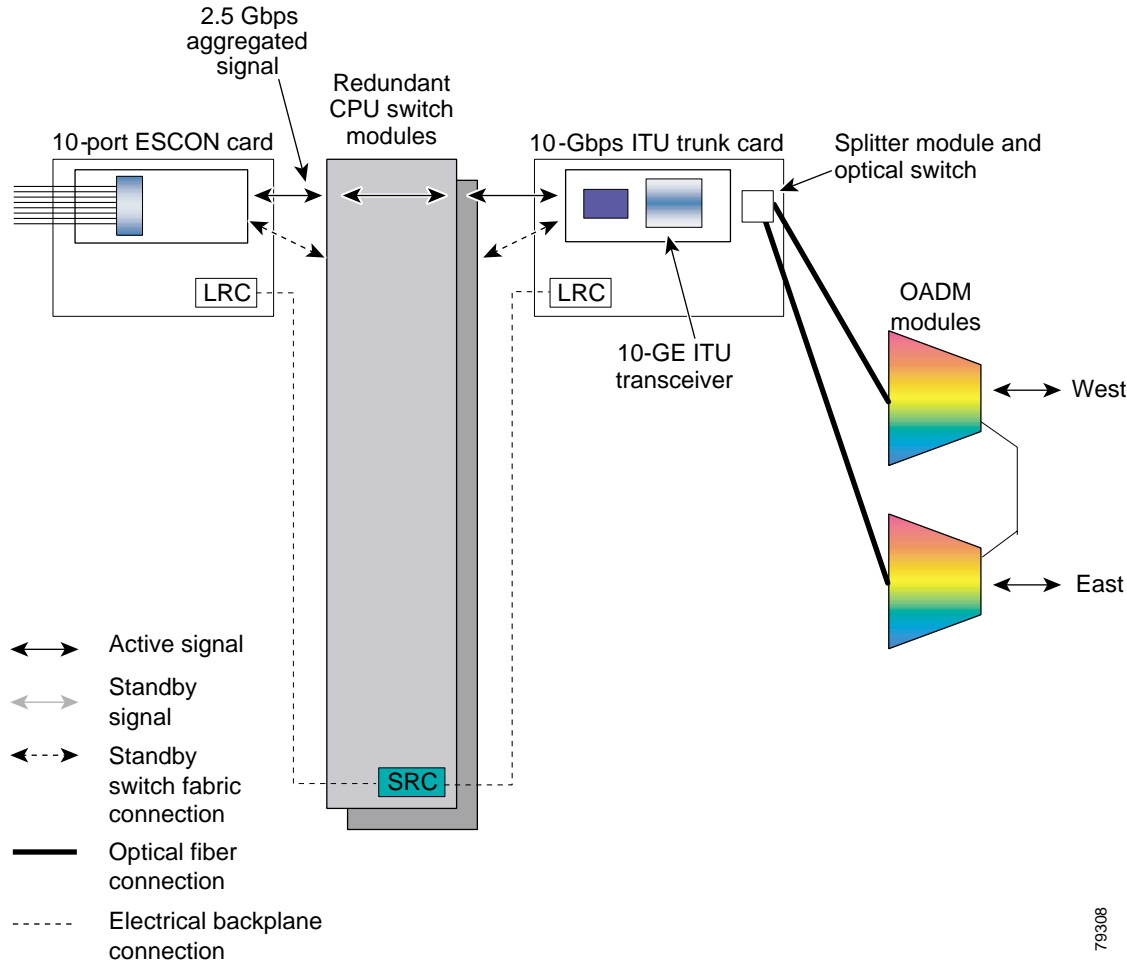 2.5 Gbps
aggregated
signal
Redundant
CPU switch
modules
10-port ESCON card
10-Gbps ITU trunk card
Splitter module and
optical switch
LRC
LRC
OADM
modules
10-GE ITU
transceiver
West
East
SRC
Active signal
Standby
signal
Standby
switch fabric
connection
Optical fiber
connection
Electrical backplane
connection
79308